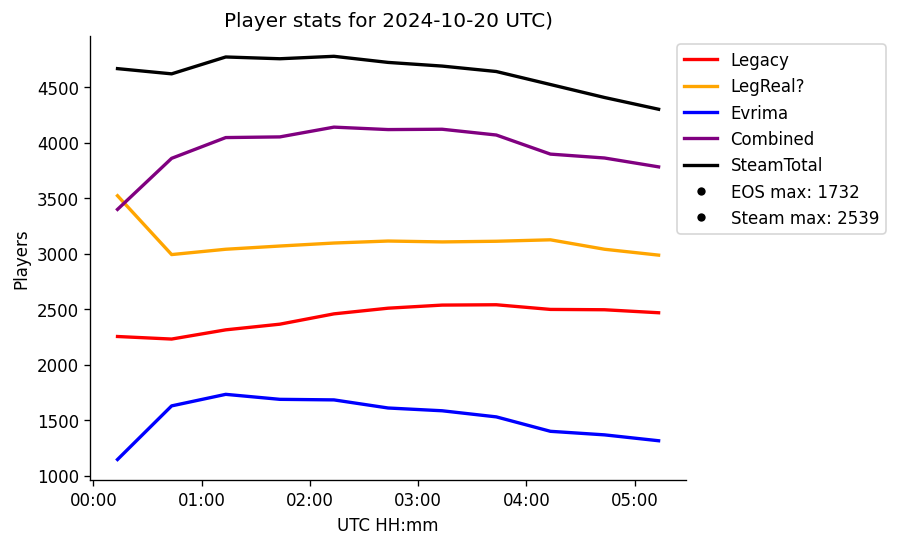 Player stats for 2024-10-20 UTC)
Legacy
LegReal?
Evrima
Combined
SteamTotal
EOS max: 1732
Steam max: 2539
Players
4500
4000
3500
3000
2500
2000
1500
1000
00:00 01:00 02:00 03:00 04:00 05:00
UTC HH:mm